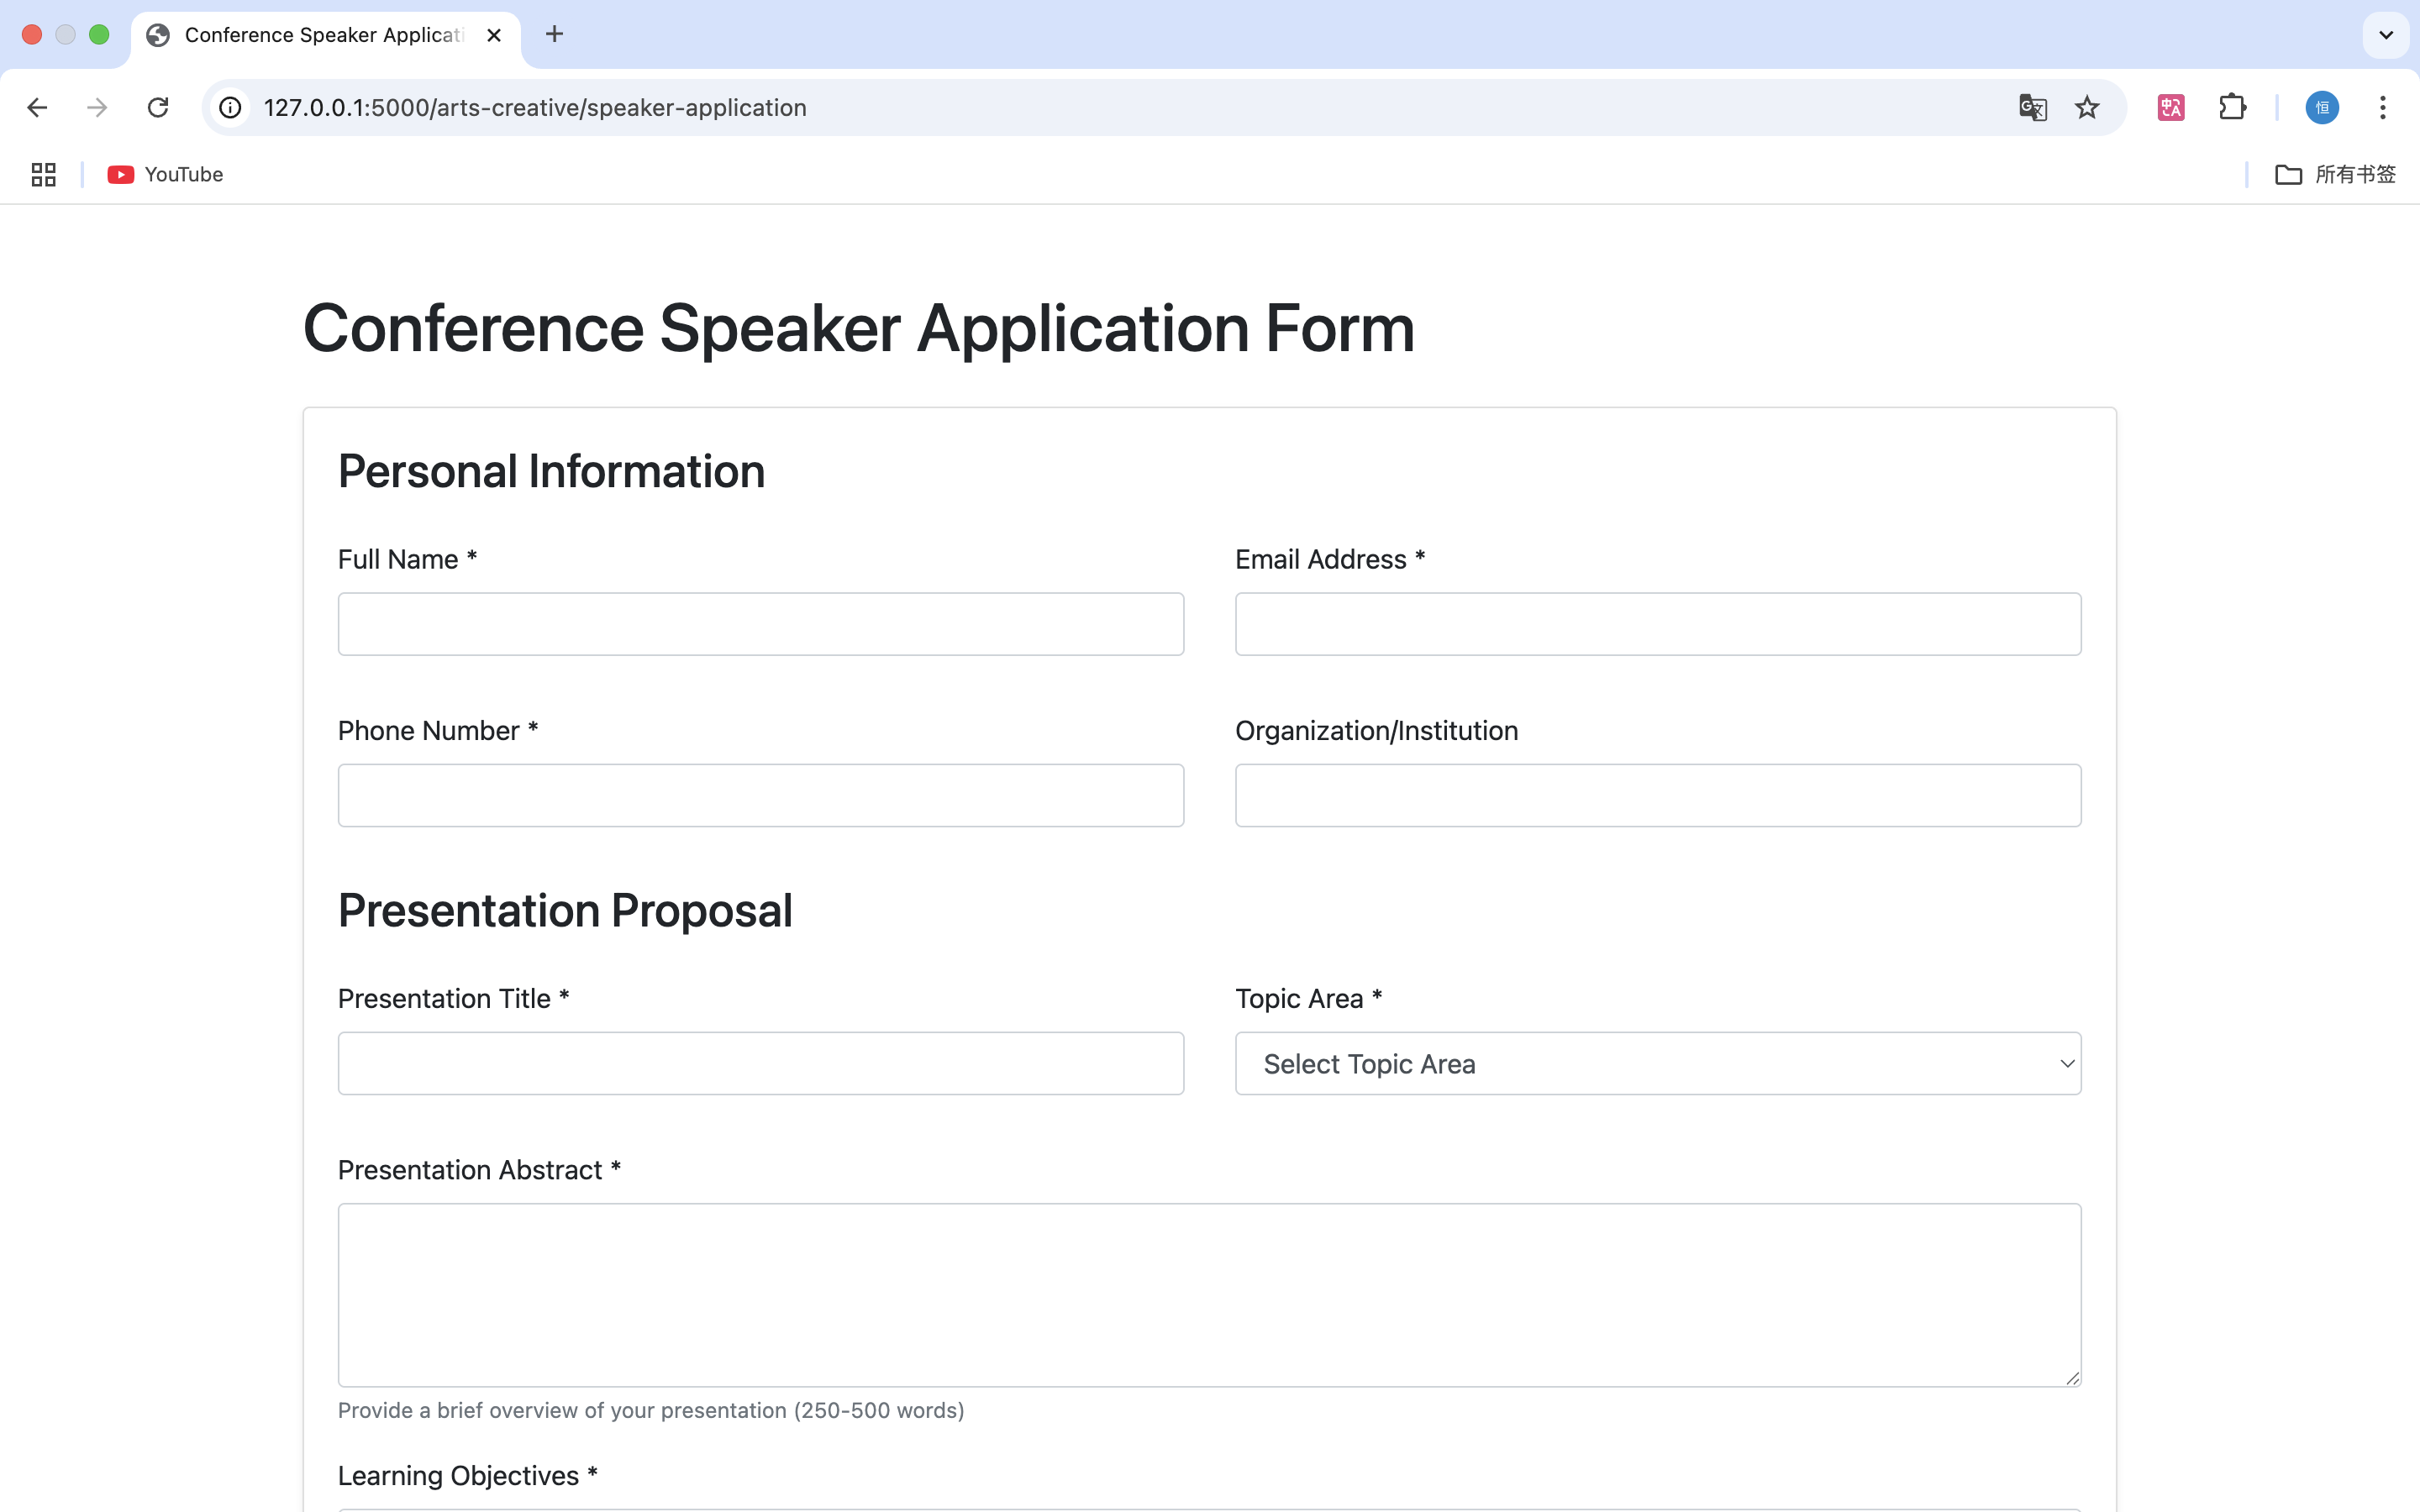 Conference Speaker Applicati
127.0.0.1:5000/arts-creative/speaker-application
恒
YouTube
所有书签
Conference Speaker Application Form
Personal Information
Full Name *
Email Address *
Phone Number *
Organization/Institution
Presentation Proposal
Presentation Title *
Topic Area *
Select Topic Area
Presentation Abstract *
Provide a brief overview of your presentation (250-500 words)
Learning Objectives *